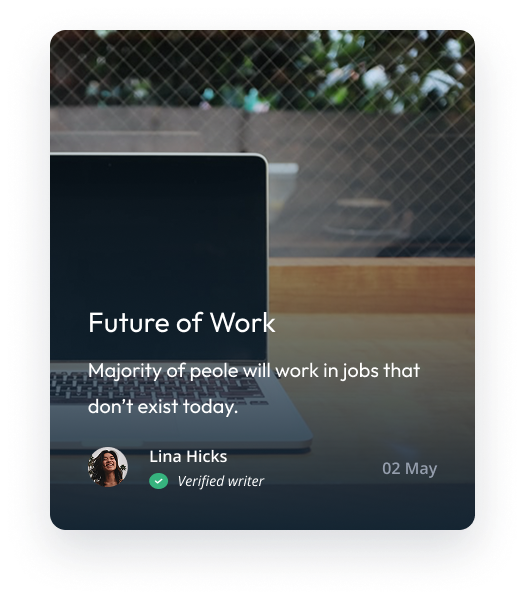 Future of Work
Majority of peole will work in jobs that
don't exist today.
Lina Hicks
Verified writer
02 May